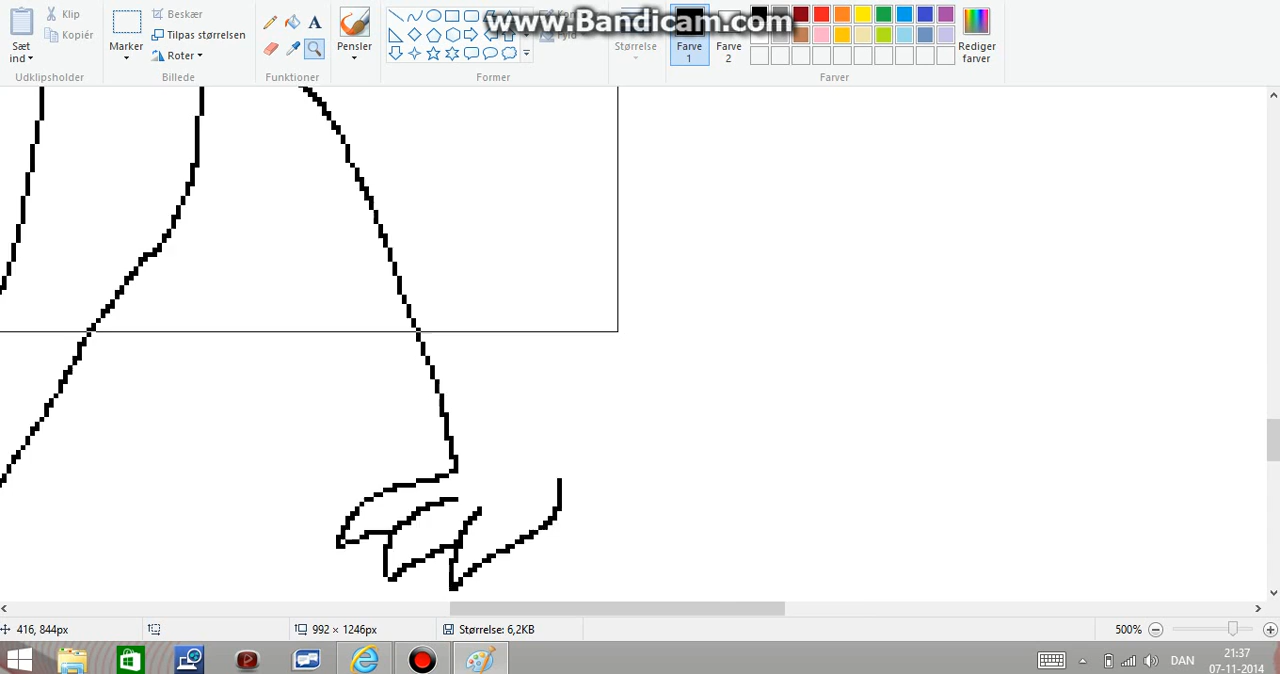 www.Bandicam.com
Sæt
ind
Klip
Kopiér
Udklipsholder
Marker
Beskær
Tilpas størrelsen
Roter
Billede
A
Funktioner
Pensler
Former
Størrelse
Farve
1
Farve
2
Rediger
farver
Farver
416, 844px
992 × 1246px
Størrelse: 6,2KB
500%
DAN
21:37
07-11-2014